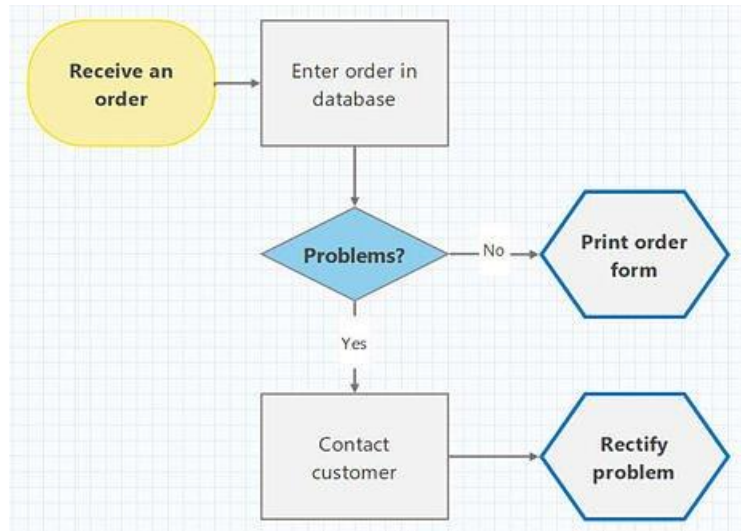 Receive an
order
Enter order in
database
Problems?
No
Print order
form
Yes
Contact
customer
Rectify
problem